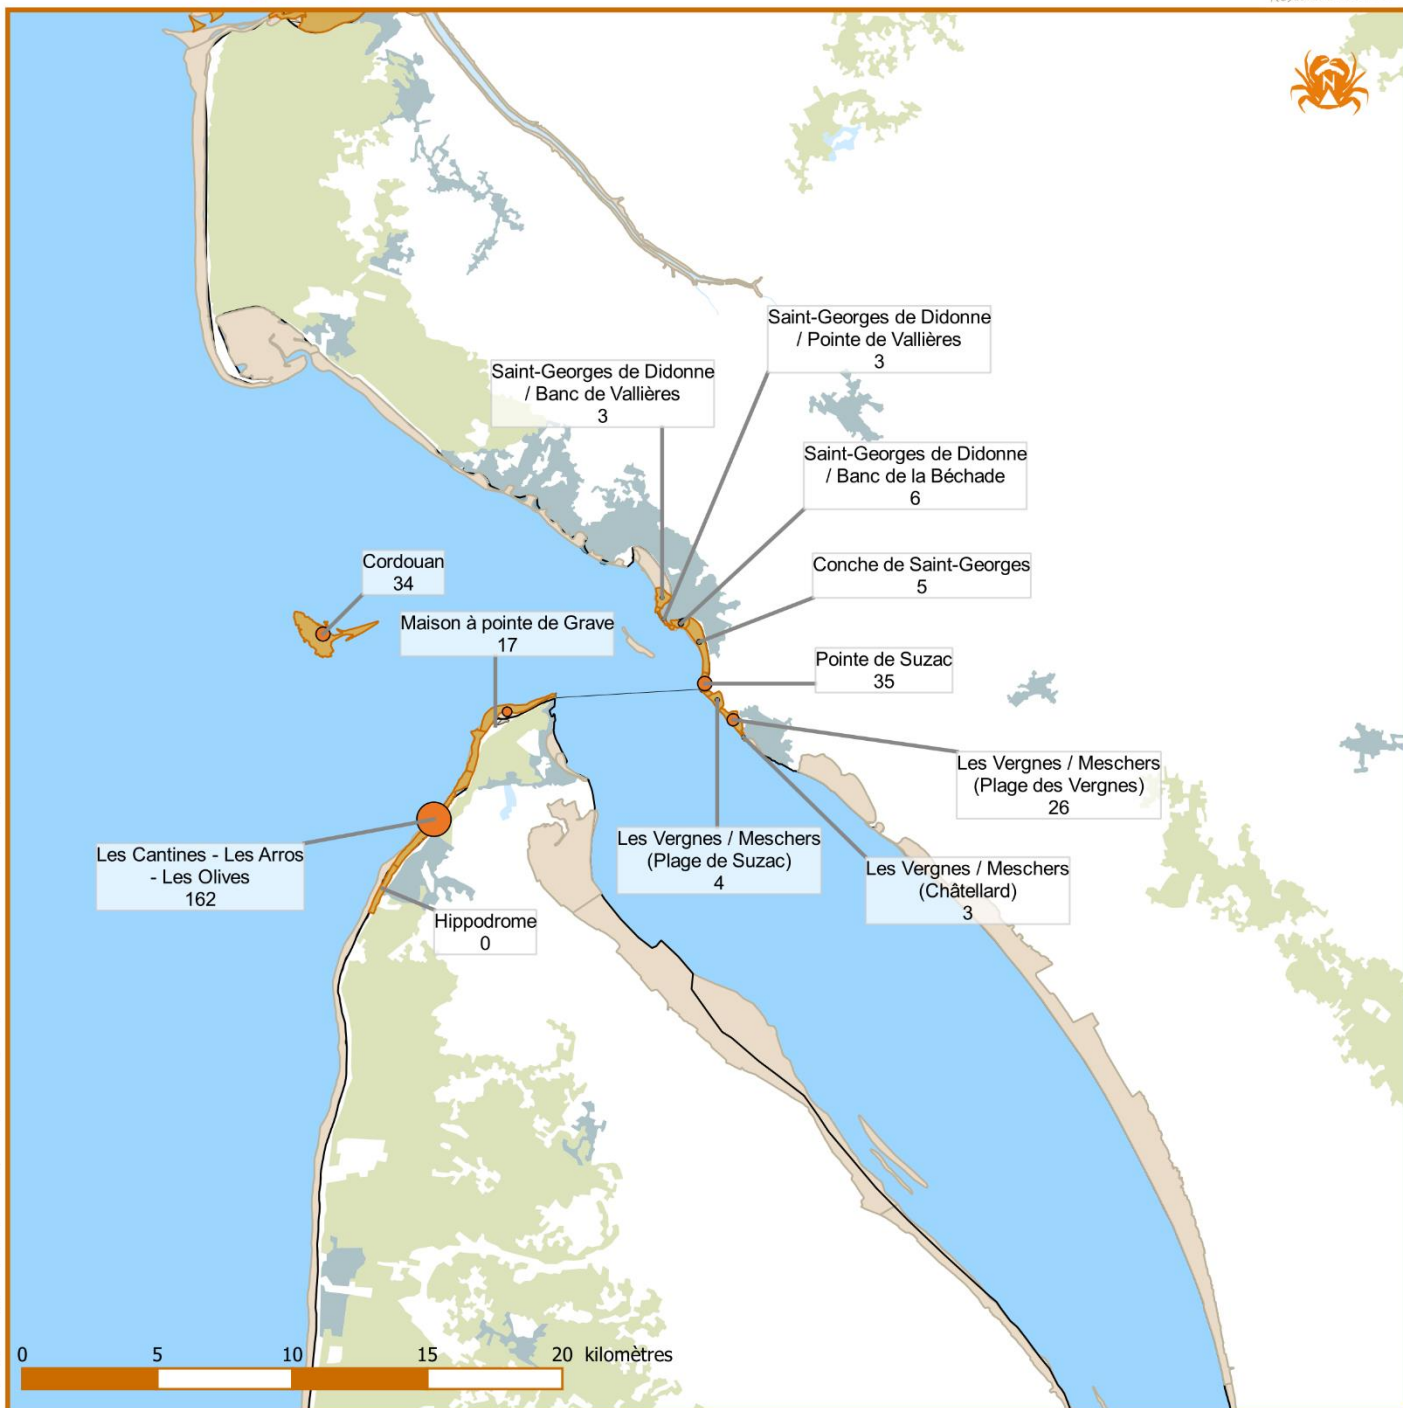 N
Saint-Georges de Didonne
/ Pointe de Vallières
3
Saint-Georges de Didonne
/ Banc de Vallières
3
Saint-Georges de Didonne
/ Banc de la Béchade
6
Cordouan
34
Conche de Saint-Georges
5
Maison à pointe de Grave
17
Pointe de Suzac
35
Les Vergnes / Meschers
(Plage des Vergnes)
26
Les Vergnes / Meschers
(Plage de Suzac)
4
Les Cantines - Les Arros
- Les Olives
162
Les Vergnes / Meschers
(Châtellard)
3
Hippodrome
0
0 5 10 15 20 kilomètres